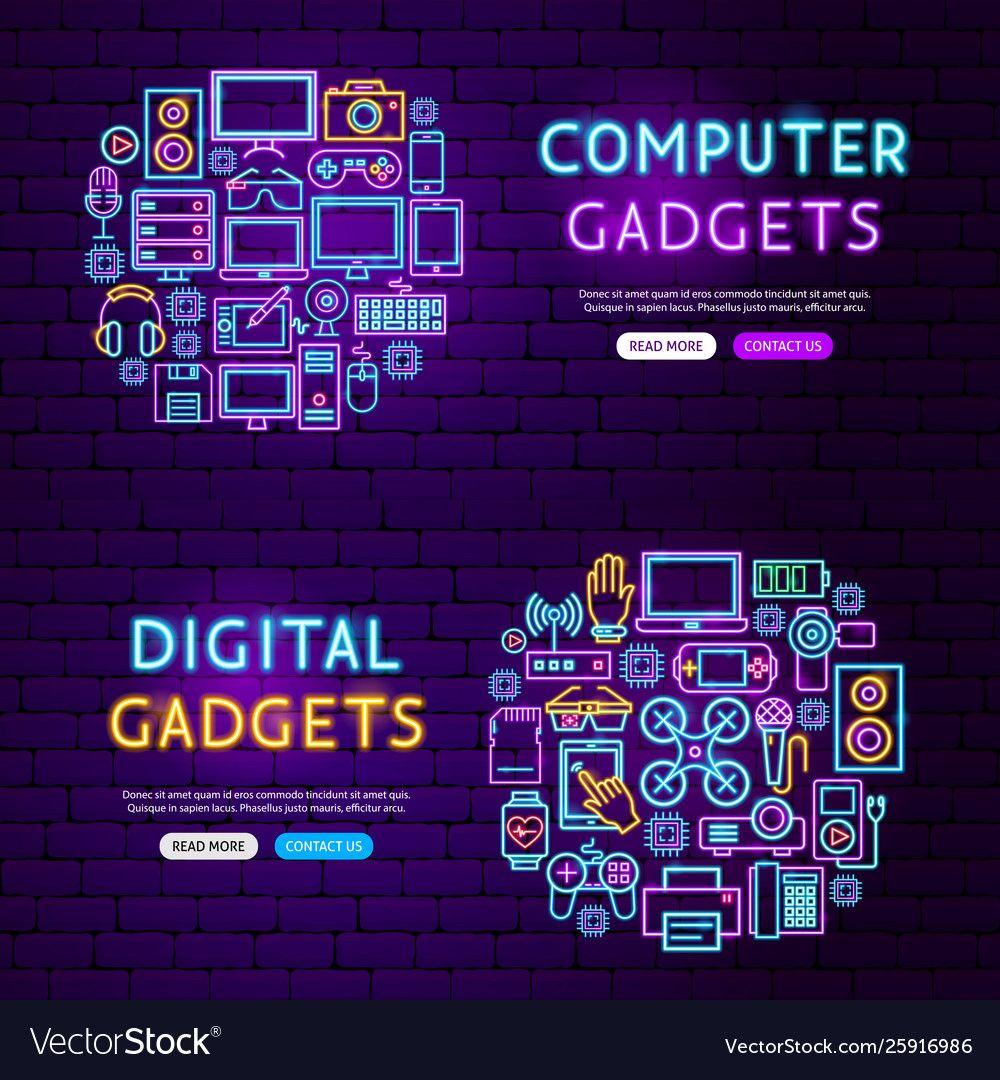 COMPUTER
GADGETS
Donec sit amet quam id eros commodo tincidunt sit amet quis.
Quisque in sapien lacus. Phasellus justo mauris, efficitur arcu.
READ MORE
CONTACT US
DIGITAL
GADGETS
Donec sit amet quam id eros commodo tincidunt sit amet quis.
Quisque in sapien lacus. Phasellus justo mauris, efficitur arcu.
READ MORE
CONTACT US
VectorStock®
VectorStock.com/25916986